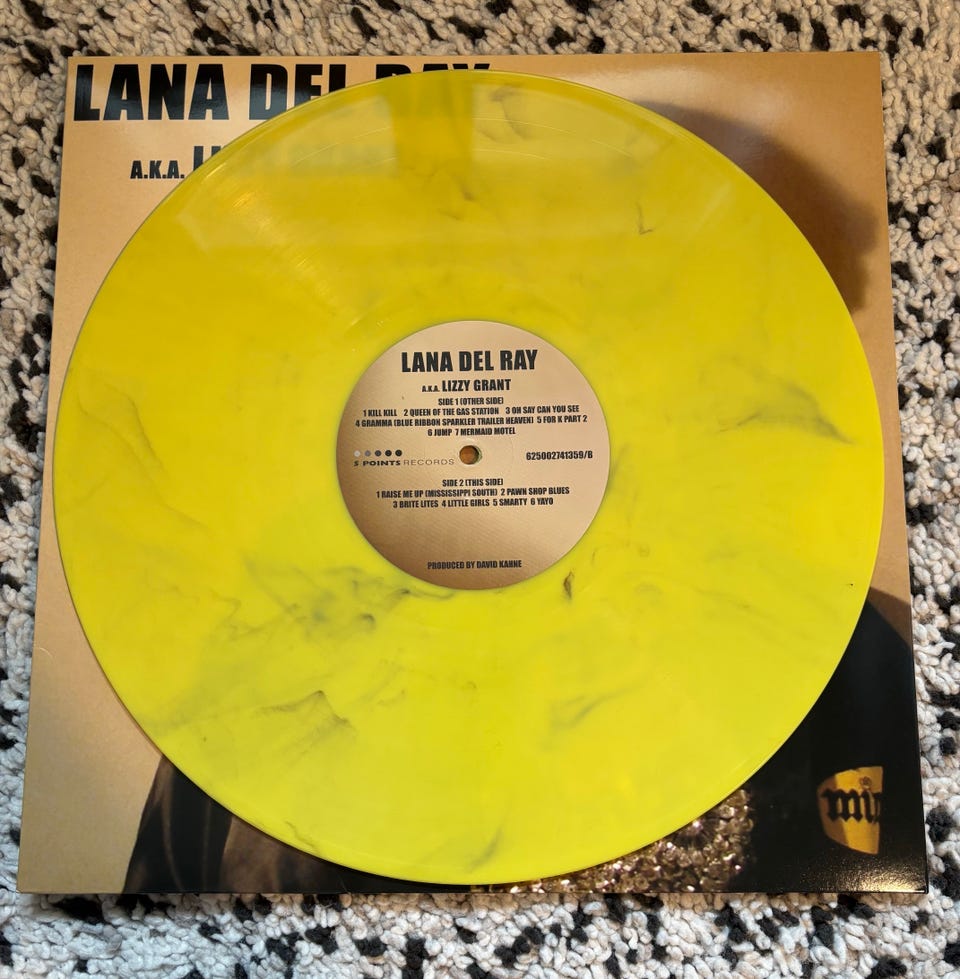 LANA DEL RAY
A.K.A.
LANA DEL RAY
A.K.A. LIZZY GRANT
SIDE 1 (OTHER SIDE)
1 KILL KILL 2 QUEEN OF THE GAS STATION 3 OH SAY CAN YOU SEE
4 GRAMMA (BLUE RIBBON SPARKLER TRAILER HEAVEN) 5 FOR K PART 2
6 JUMP 7 MERMAID MOTEL
5 POINTS RECORDS 625002741359/B
SIDE 2 (THIS SIDE)
1 RAISE ME UP (MISSISSIPPI SOUTH) 2 PAWN SHOP BLUES
3 BRITE LITES 4 LITTLE GIRLS 5 SMARTY 6 YAYO
PRODUCED BY DAVID KAHNE